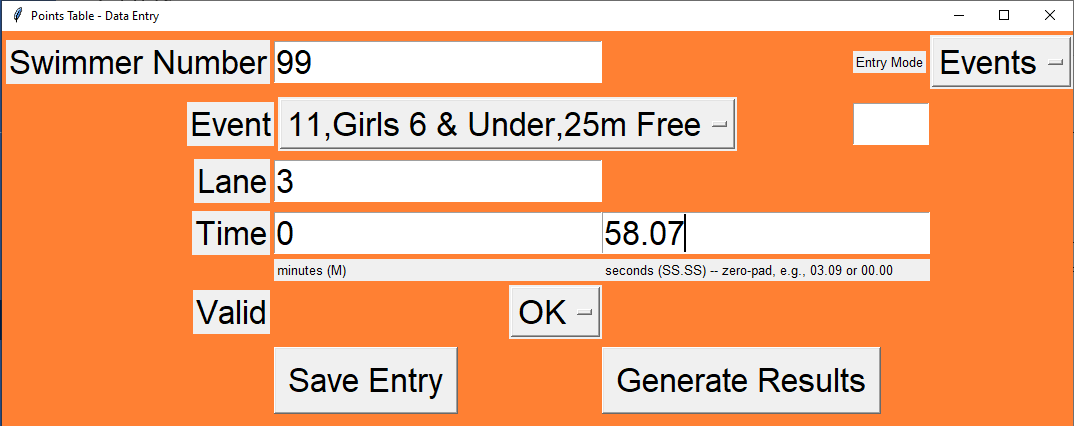 Points Table - Data Entry
Swimmer Number 99 Entry Mode Events
Event 11,Girls 6 & Under,25m Free
Lane 3
Time 0 58.07
minutes (M) seconds (SS.SS) -- zero-pad, e.g., 03.09 or 00.00
Valid OK
Save Entry Generate Results